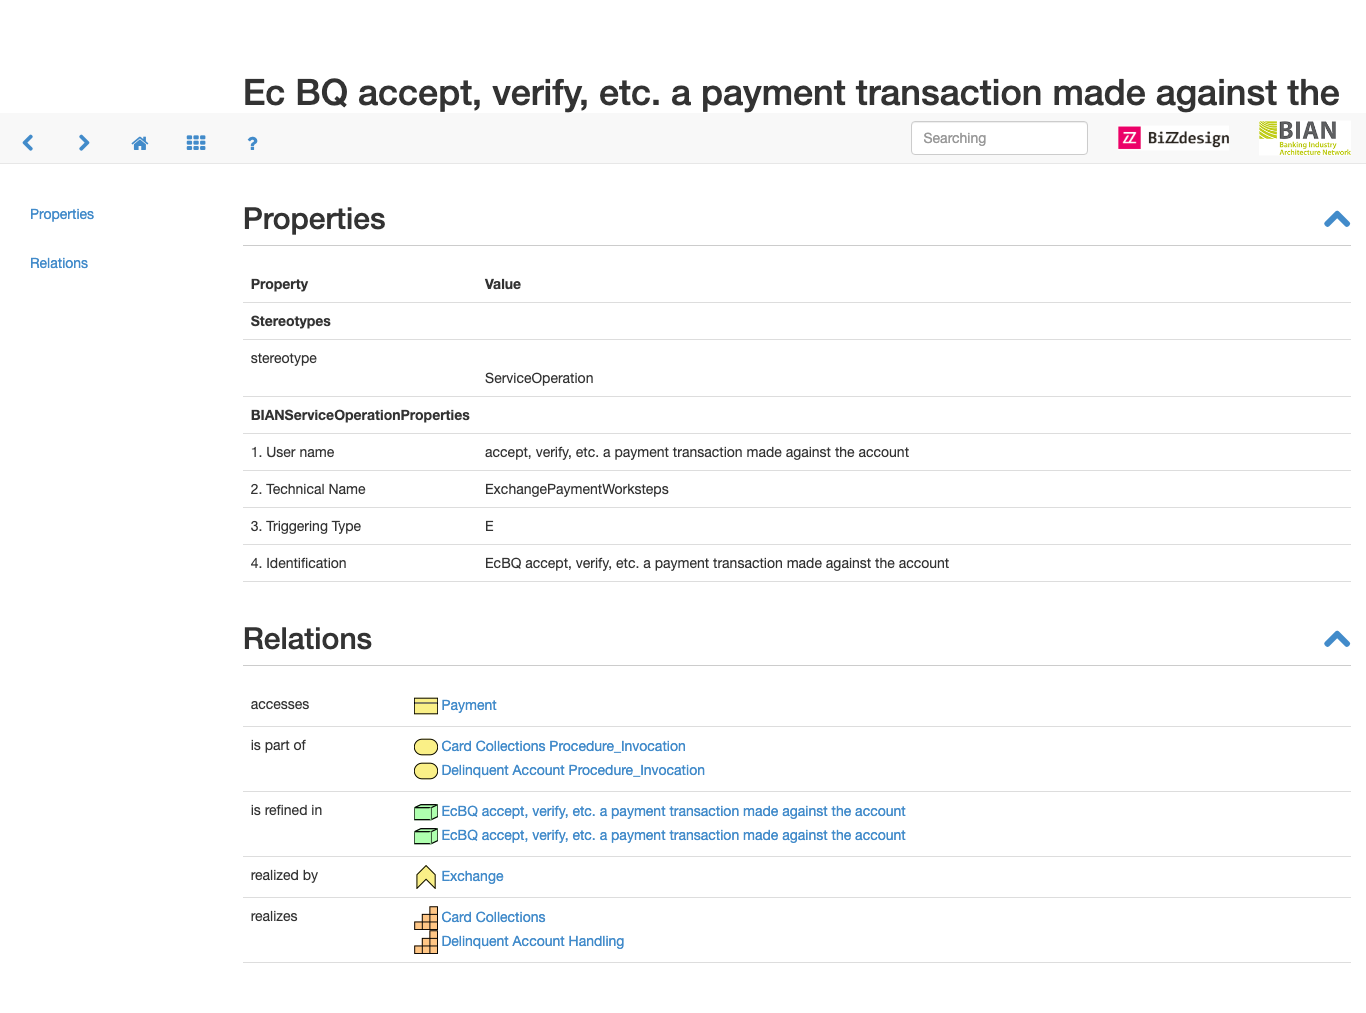 Ec BQ accept, verify, etc. a payment transaction made against the
?
Searching
ZZ BiZZdesign
BIAN
Banking Industry
Architecture Network
Properties
Relations
Properties
Property Value
Stereotypes
stereotype
ServiceOperation
BIANServiceOperationProperties
1. User name accept, verify, etc. a payment transaction made against the account
2. Technical Name ExchangePaymentWorksteps
3. Triggering Type E
4. Identification EcBQ accept, verify, etc. a payment transaction made against the account
Relations
accesses Payment
is part of Card Collections Procedure_Invocation
Delinquent Account Procedure_Invocation
is refined in EcBQ accept, verify, etc. a payment transaction made against the account
EcBQ accept, verify, etc. a payment transaction made against the account
realized by Exchange
realizes Card Collections
Delinquent Account Handling